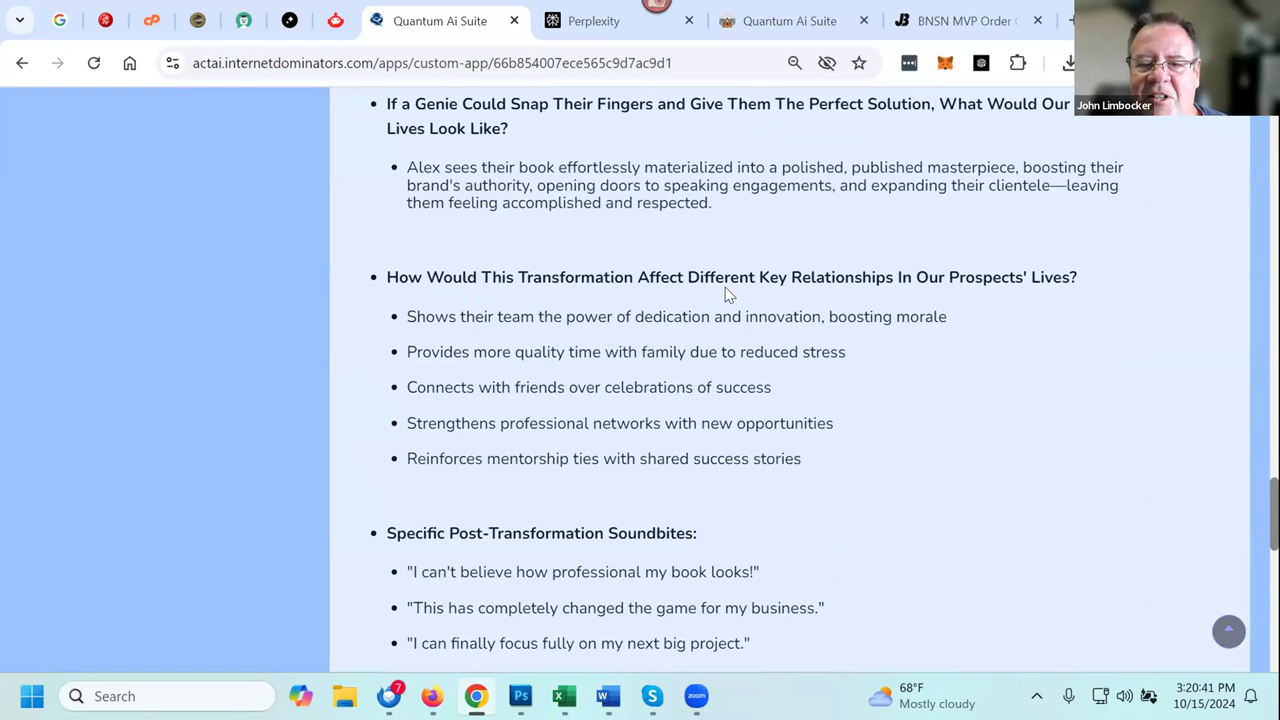 Quantum Ai Suite
Perplexity
Quantum Ai Suite
BNSN MVP Order
actai.internetdominators.com/apps/custom-app/66b854007ece565c9d7ac9d1
John Limbocker
If a Genie Could Snap Their Fingers and Give Them The Perfect Solution, What Would Our
Lives Look Like?
Alex sees their book effortlessly materialized into a polished, published masterpiece, boosting their
brand's authority, opening doors to speaking engagements, and expanding their clientele—leaving
them feeling accomplished and respected.
How Would This Transformation Affect Different Key Relationships In Our Prospects' Lives?
Shows their team the power of dedication and innovation, boosting morale
Provides more quality time with family due to reduced stress
Connects with friends over celebrations of success
Strengthens professional networks with new opportunities
Reinforces mentorship ties with shared success stories
Specific Post-Transformation Soundbites:
"I can't believe how professional my book looks!"
"This has completely changed the game for my business."
"I can finally focus fully on my next big project."
Search
7
68°F
Mostly cloudy
3:20:41 PM
10/15/2024